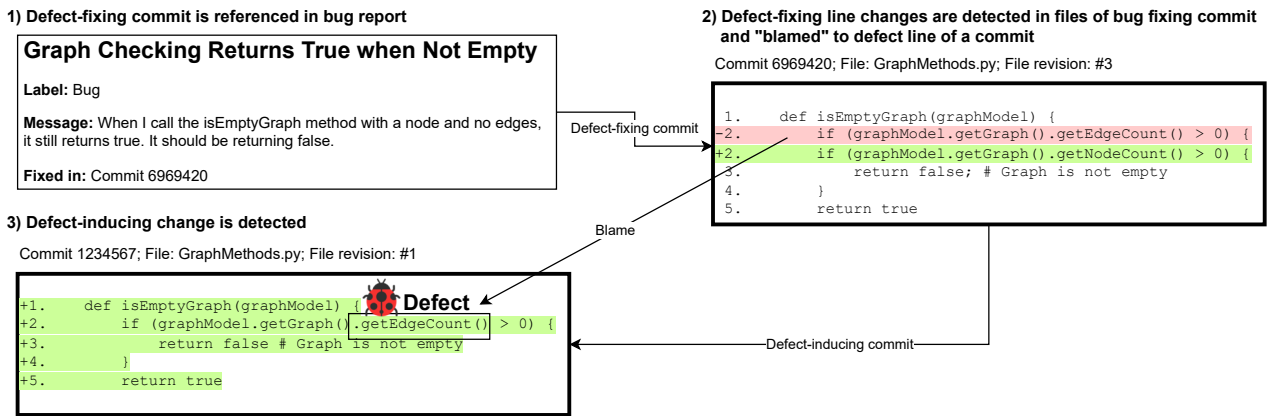 1) Defect-fixing commit is referenced in bug report
Graph Checking Returns True when Not Empty
Label: Bug
Message: When I call the isEmptyGraph method with a node and no edges,
it still returns true. It should be returning false.
Fixed in: Commit 6969420
Defect-fixing commit
2) Defect-fixing line changes are detected in files of bug fixing commit
and "blamed" to defect line of a commit
Commit 6969420; File: GraphMethods.py; File revision: #3
1. def isEmptyGraph(graphModel) {
-2. if (graphModel.getGraph().getEdgeCount() > 0) {
+2. if (graphModel.getGraph().getNodeCount() > 0) {
3. return false; # Graph is not empty
4. }
5. return true
Blame
3) Defect-inducing change is detected
Commit 1234567; File: GraphMethods.py; File revision: #1
Defect
+1. def isEmptyGraph(graphModel) {
+2. if (graphModel.getGraph().getEdgeCount() > 0) {
+3. return false # Graph is not empty
+4. }
+5. return true
Defect-inducing commit